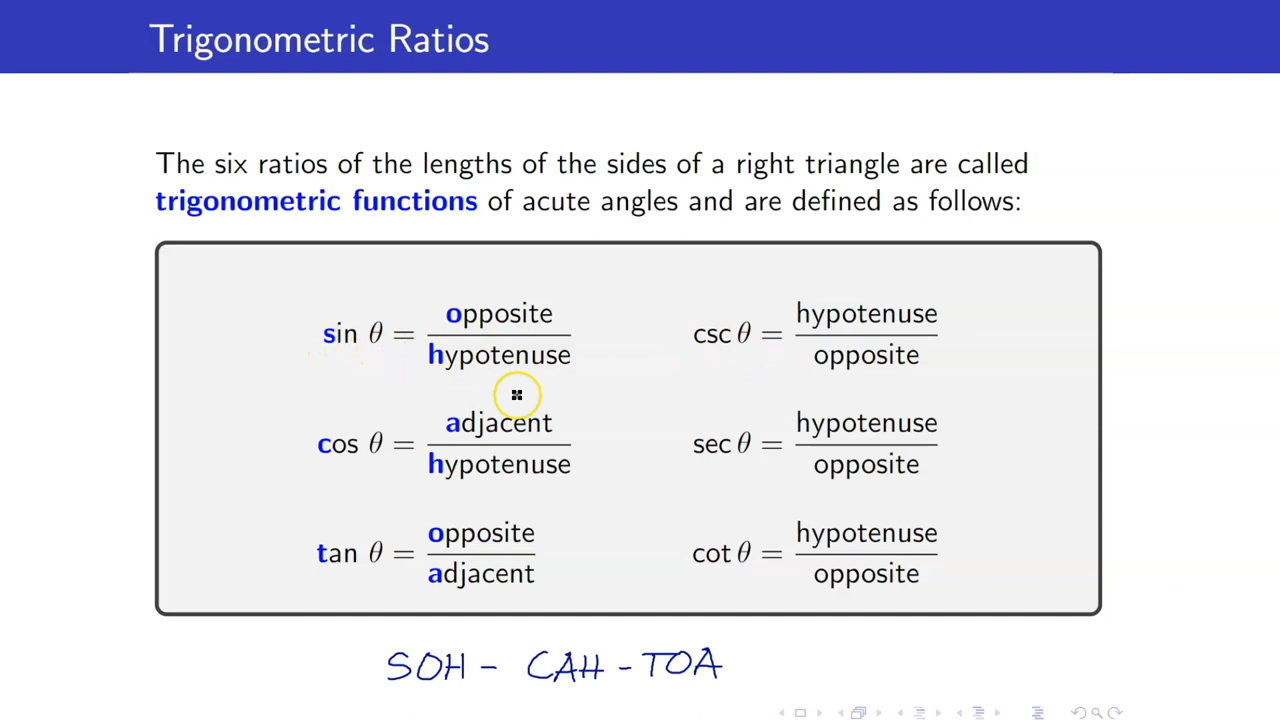 Trigonometric Ratios
The six ratios of the lengths of the sides of a right triangle are called
trigonometric functions of acute angles and are defined as follows:
sin θ = opposite / hypotenuse
csc θ = hypotenuse / opposite
cos θ = adjacent / hypotenuse
sec θ = hypotenuse / opposite
tan θ = opposite / adjacent
cot θ = hypotenuse / opposite
SOH - CAH - TOA